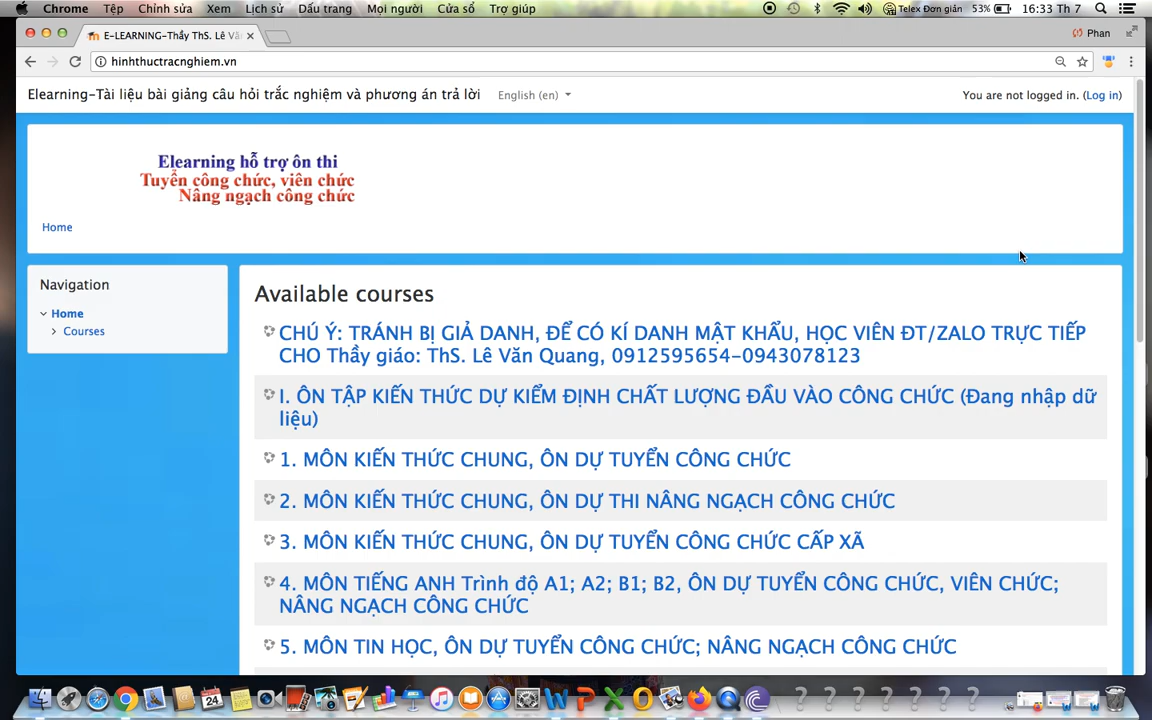 Chrome Tệp Chỉnh sửa Xem Lịch sử Dấu trang Mọi người Cửa sổ Trợ giúp Telex Đơn giản 53% 16:33 Th 7
E-LEARNING-Thầy ThS. Lê Vă Phan
hinhthuctracnghiem.vn
Elearning-Tài liệu bài giảng câu hỏi trắc nghiệm và phương án trả lời English (en) You are not logged in. (Log in)
Elearning hỗ trợ ôn thi
Tuyển công chức, viên chức
Nâng ngạch công chức
Home
Navigation
Home
Courses
Available courses
CHÚ Ý: TRÁNH BỊ GIẢ DANH, ĐỂ CÓ KÍ DANH MẬT KHẨU, HỌC VIÊN ĐT/ZALO TRỰC TIẾP
CHO Thầy giáo: ThS. Lê Văn Quang, 0912595654-0943078123
I. ÔN TẬP KIẾN THỨC DỰ KIỂM ĐỊNH CHẤT LƯỢNG ĐẦU VÀO CÔNG CHỨC (Đang nhập dữ
liệu)
1. MÔN KIẾN THỨC CHUNG, ÔN DỰ TUYỂN CÔNG CHỨC
2. MÔN KIẾN THỨC CHUNG, ÔN DỰ THI NÂNG NGẠCH CÔNG CHỨC
3. MÔN KIẾN THỨC CHUNG, ÔN DỰ TUYỂN CÔNG CHỨC CẤP XÃ
4. MÔN TIẾNG ANH Trình độ A1; A2; B1; B2, ÔN DỰ TUYỂN CÔNG CHỨC, VIÊN CHỨC;
NÂNG NGẠCH CÔNG CHỨC
5. MÔN TIN HỌC, ÔN DỰ TUYỂN CÔNG CHỨC; NÂNG NGẠCH CÔNG CHỨC
24